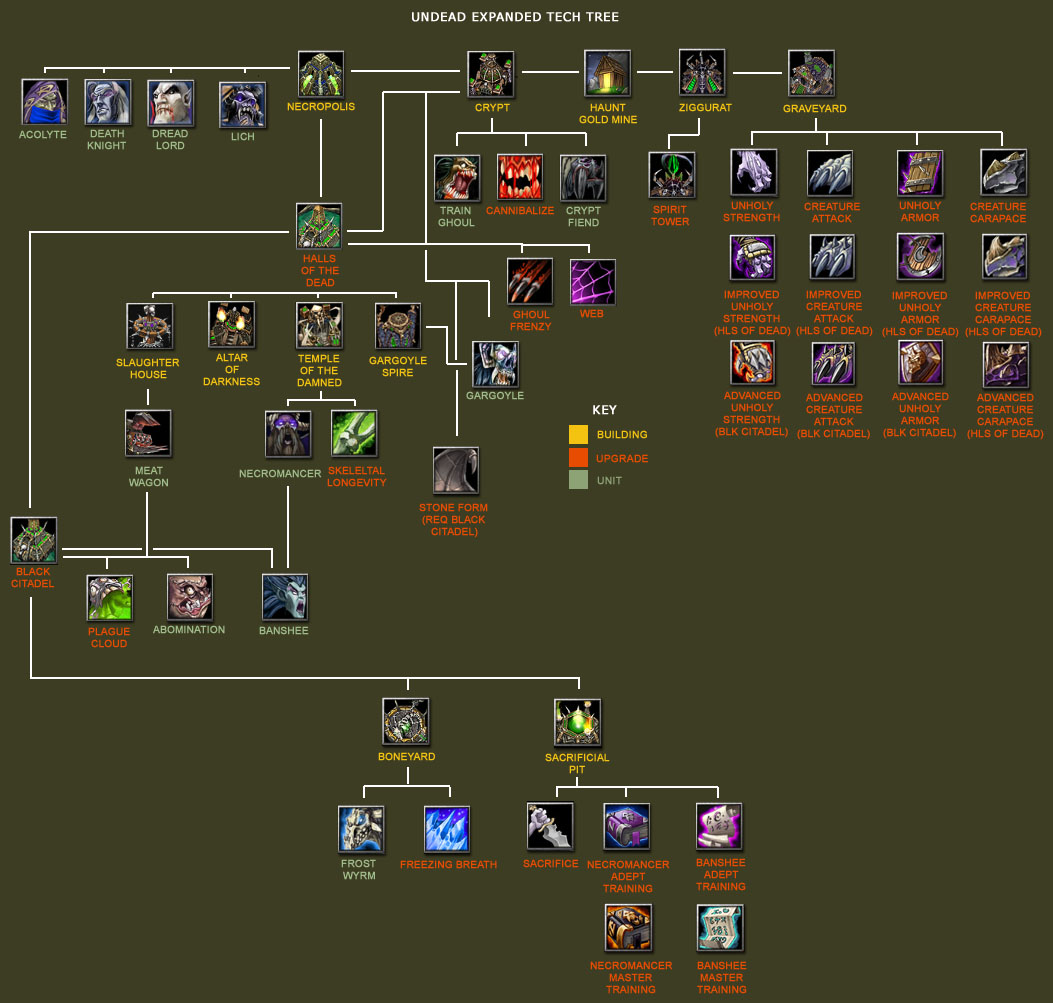 UNDEAD EXPANDED TECH TREE
NECROPOLIS
CRYPT
HAUNT
GOLD MINE
ZIGGURAT
GRAVEYARD
ACOLYTE
DEATH
KNIGHT
DREAD
LORD
LICH
TRAIN
GHOUL
CANNIBALIZE
CRYPT
FIEND
SPIRIT
TOWER
UNHOLY
STRENGTH
CREATURE
ATTACK
UNHOLY
ARMOR
CREATURE
CARAPACE
HALLS
OF THE
DEAD
GHOUL
FRENZY
WEB
IMPROVED
UNHOLY
STRENGTH
(HLS OF DEAD)
IMPROVED
CREATURE
ATTACK
(HLS OF DEAD)
IMPROVED
UNHOLY
ARMOR
(HLS OF DEAD)
IMPROVED
CREATURE
CARAPACE
(HLS OF DEAD)
SLAUGHTER
HOUSE
ALTAR
OF
DARKNESS
TEMPLE
OF THE
DAMNED
GARGOYLE
SPIRE
GARGOYLE
ADVANCED
UNHOLY
STRENGTH
(BLK CITADEL)
ADVANCED
CREATURE
ATTACK
(BLK CITADEL)
ADVANCED
UNHOLY
ARMOR
(BLK CITADEL)
ADVANCED
CREATURE
CARAPACE
(HLS OF DEAD)
KEY
BUILDING
UPGRADE
UNIT
MEAT
WAGON
NECROMANCER
SKELELTAL
LONGEVITY
STONE FORM
(REQ BLACK
CITADEL)
BLACK
CITADEL
PLAGUE
CLOUD
ABOMINATION
BANSHEE
BONEYARD
SACRIFICIAL
PIT
FROST
WYRM
FREEZING BREATH
SACRIFICE
NECROMANCER
ADEPT
TRAINING
BANSHEE
ADEPT
TRAINING
NECROMANCER
MASTER
TRAINING
BANSHEE
MASTER
TRAINING